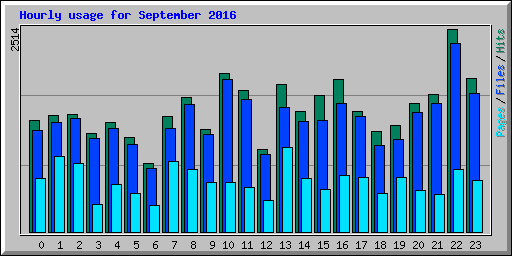 Hourly usage for September 2016
2514
Pages/Files/Hits
0 1 2 3 4 5 6 7 8 9 10 11 12 13 14 15 16 17 18 19 20 21 22 23